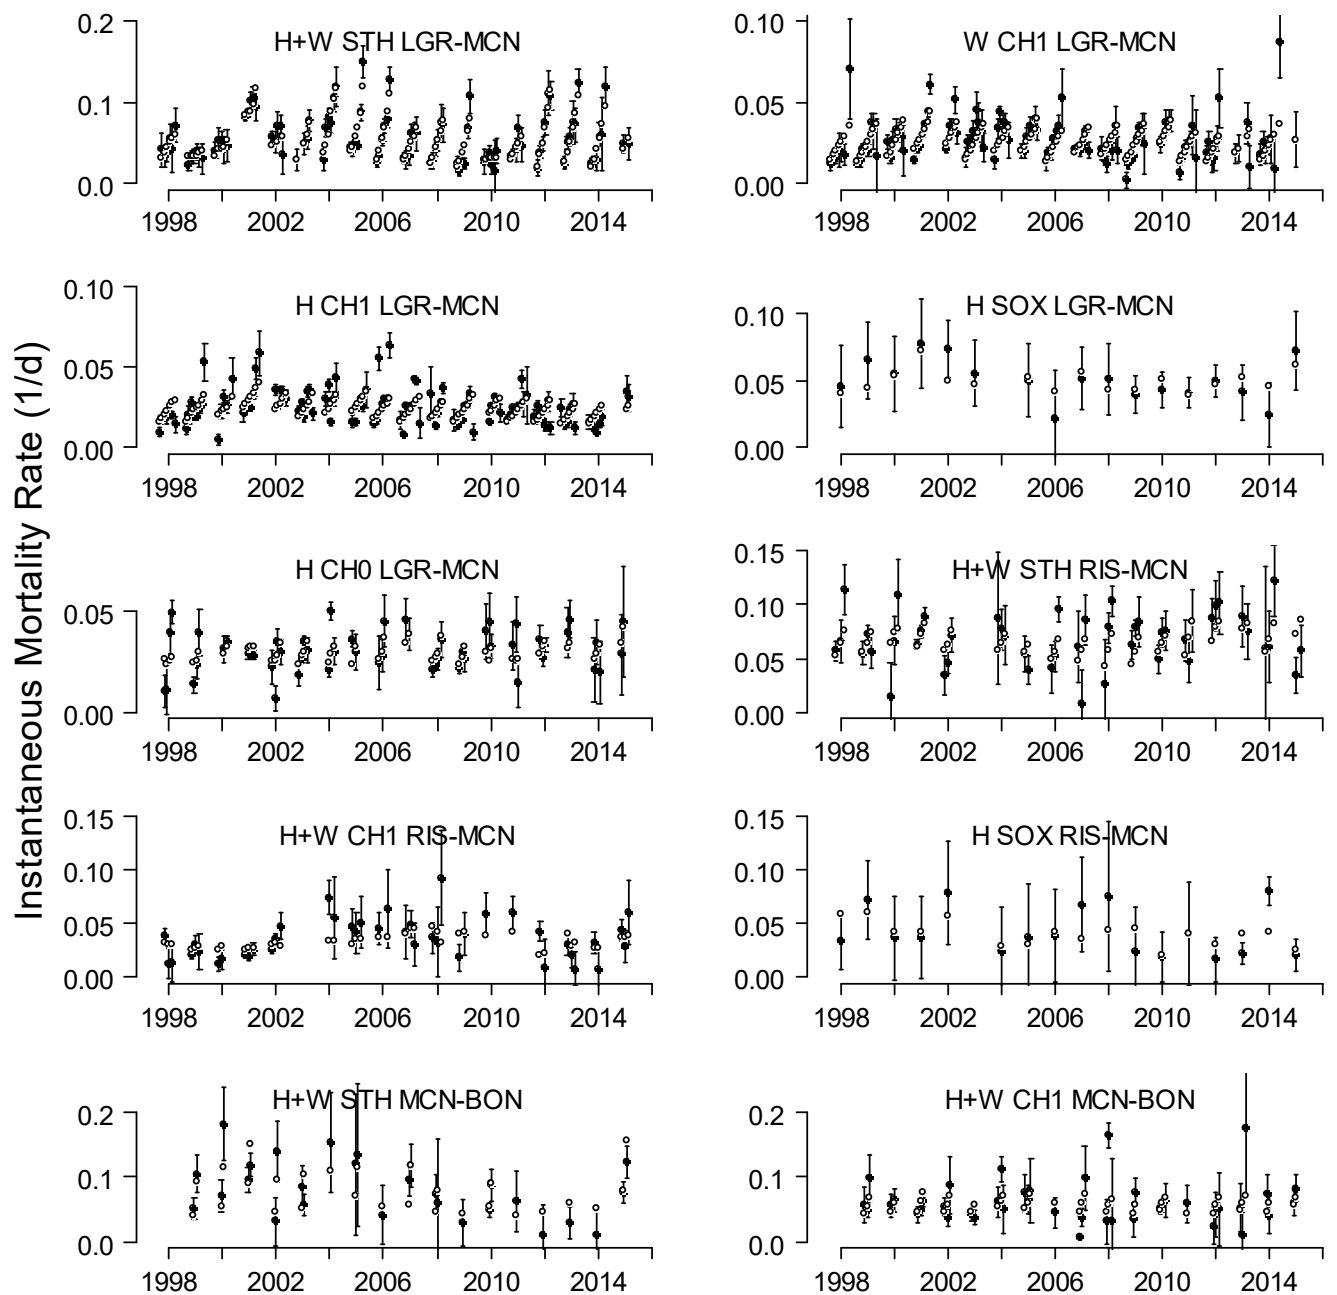 Instantaneous Mortality Rate (1/d)
H+W STH LGR-MCN
0.2
0.1
0.0
1998 2002 2006 2010 2014
W CH1 LGR-MCN
0.10
0.05
0.00
1998 2002 2006 2010 2014
H CH1 LGR-MCN
0.10
0.05
0.00
1998 2002 2006 2010 2014
H SOX LGR-MCN
0.10
0.05
0.00
1998 2002 2006 2010 2014
H CH0 LGR-MCN
0.05
0.00
1998 2002 2006 2010 2014
H+W STH RIS-MCN
0.15
0.10
0.05
0.00
1998 2002 2006 2010 2014
H+W CH1 RIS-MCN
0.15
0.10
0.05
0.00
1998 2002 2006 2010 2014
H SOX RIS-MCN
0.15
0.10
0.05
0.00
1998 2002 2006 2010 2014
H+W STH MCN-BON
0.2
0.1
0.0
1998 2002 2006 2010 2014
H+W CH1 MCN-BON
0.2
0.1
0.0
1998 2002 2006 2010 2014